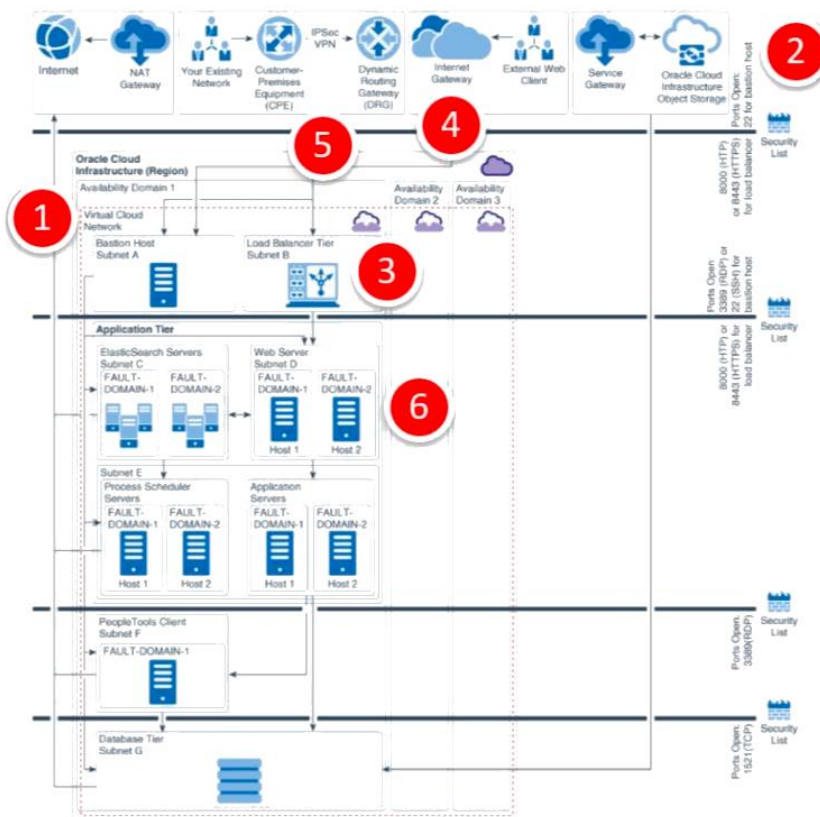 Internet
NAT
Gateway
Your Existing
Network
Customer-
Premises
Equipment
(CPE)
IPSec
VPN
Dynamic
Routing
Gateway
(DRG)
Internet
Gateway
External Web
Client
Service
Gateway
Oracle Cloud
Infrastructure
Object Storage
2
Ports Open:
22 for bastion host
Security
List
8000 (HTP)
or 8443 (HTTPS)
for load balancer
4
5
Oracle Cloud
Infrastructure (Region)
Availability Domain 1
Availability
Domain 2
Availability
Domain 3
1
Virtual Cloud
Network
Bastion Host
Subnet A
Load Balancer Tier
Subnet B
3
Ports Open
3389 (RDP) or
22 (SSH) for
bastion host
Security
List
8000 (HTP) or
8443 (HTTPS) for
load balancer
Application Tier
ElasticSearch Servers
Subnet C
FAULT-
DOMAIN-1
FAULT-
DOMAIN-2
Web Server
Subnet D
FAULT-
DOMAIN-1
Host 1
FAULT-
DOMAIN-2
Host 2
6
Subnet E
Process Scheduler
Servers
FAULT-
DOMAIN-1
Host 1
FAULT-
DOMAIN-2
Host 2
Application
Servers
FAULT-
DOMAIN-1
Host 1
FAULT-
DOMAIN-2
Host 2
PeopleTools Client
Subnet F
FAULT-DOMAIN-1
Security
List
Ports Open.
3389(RDP)
Database Tier
Subnet G
Security
List
Ports Open.
1521(TCP)